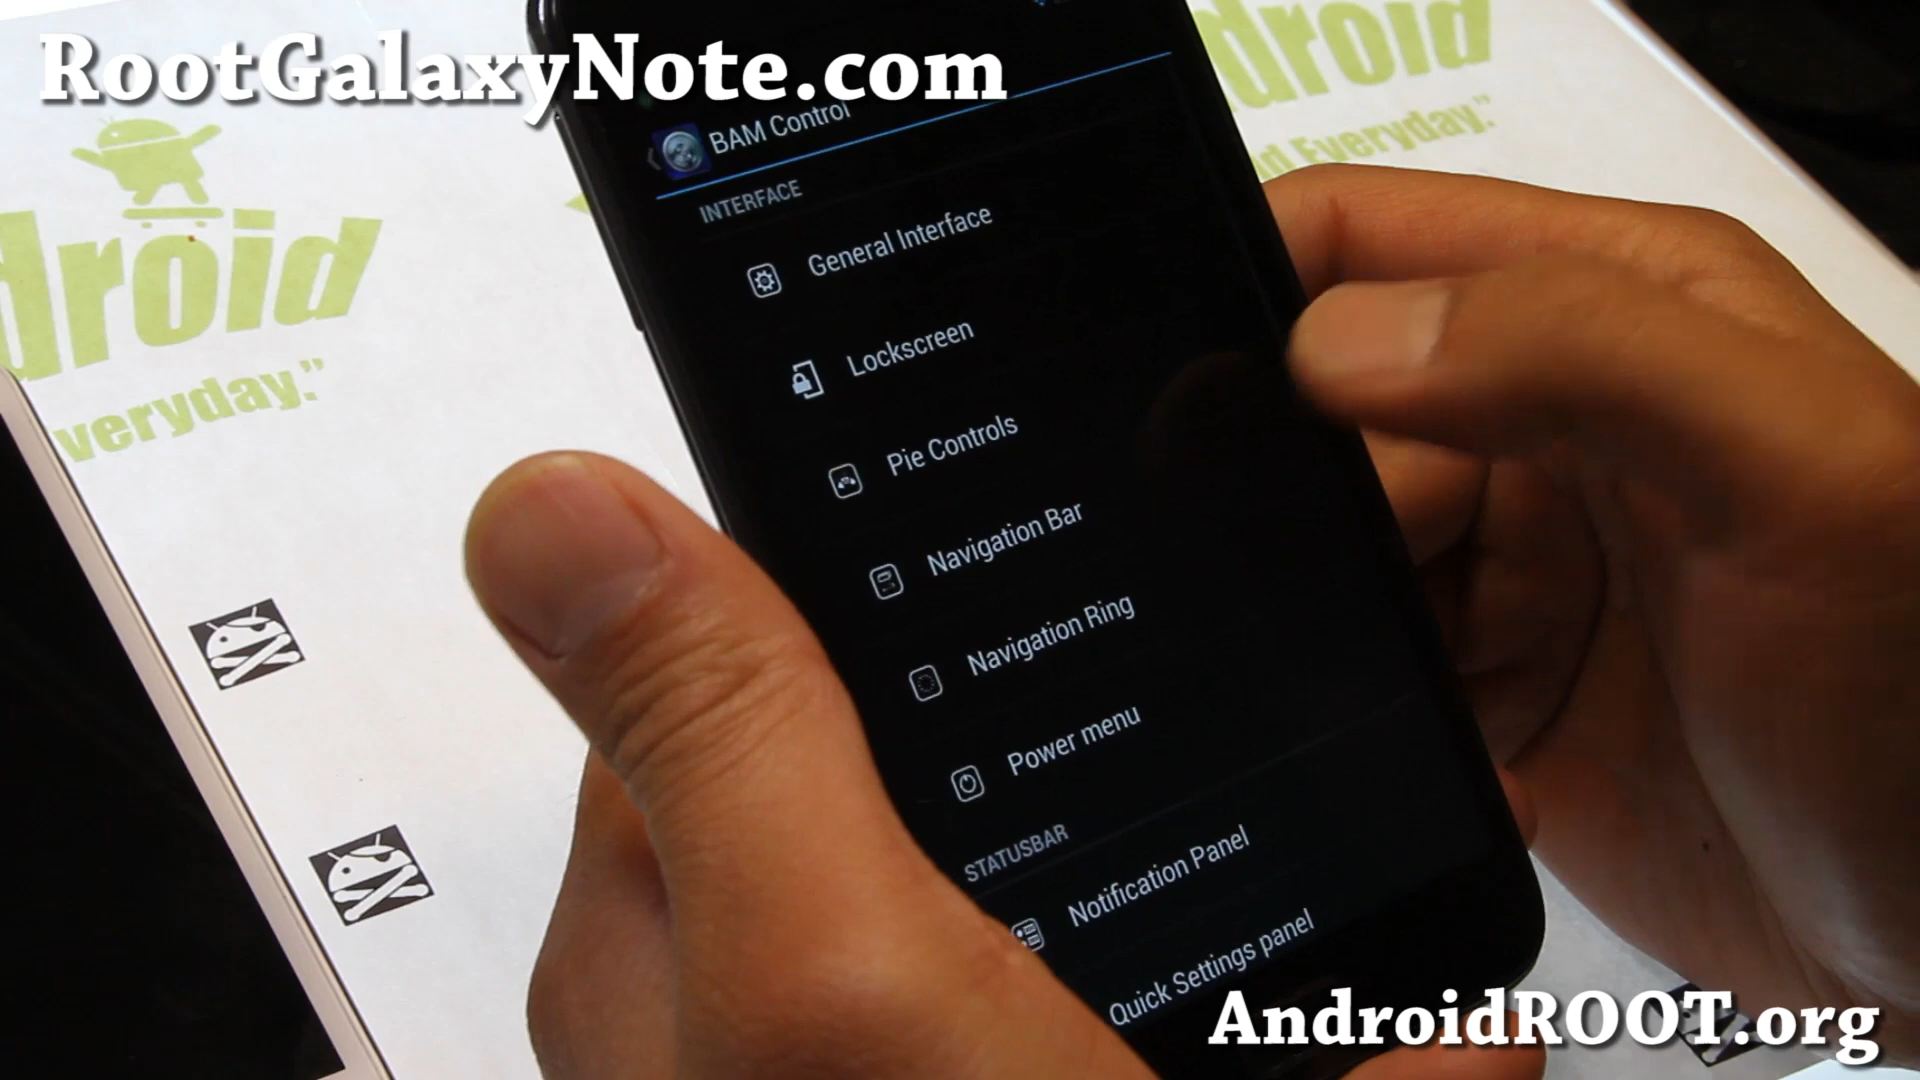 RootGalaxyNote.com
droid
d Everyday."
BAM Control
INTERFACE
General Interface
Lockscreen
Pie Controls
Navigation Bar
Navigation Ring
Power menu
STATUSBAR
Notification Panel
Quick Settings panel
droid
veryday."
AndroidROOT.org